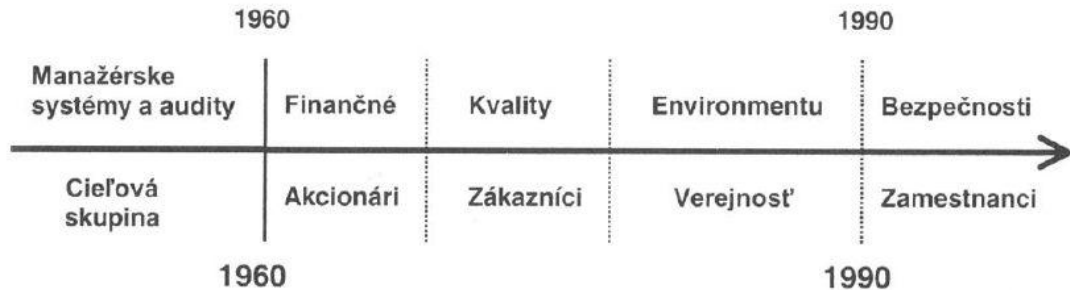 1960 1990
Manažérske
systémy a audity Finančné Kvality Environmentu Bezpečnosti
Cieľová
skupina Akcionári Zákazníci Verejnosť Zamestnanci
1960 1990